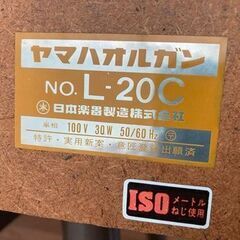 ヤマハオルガン
NO. L-20C
日本楽器製造株式会社
単相 100V 30W 50/60Hz
特許・実用新案・意匠登録出願済
ISO メートル
ねじ使用